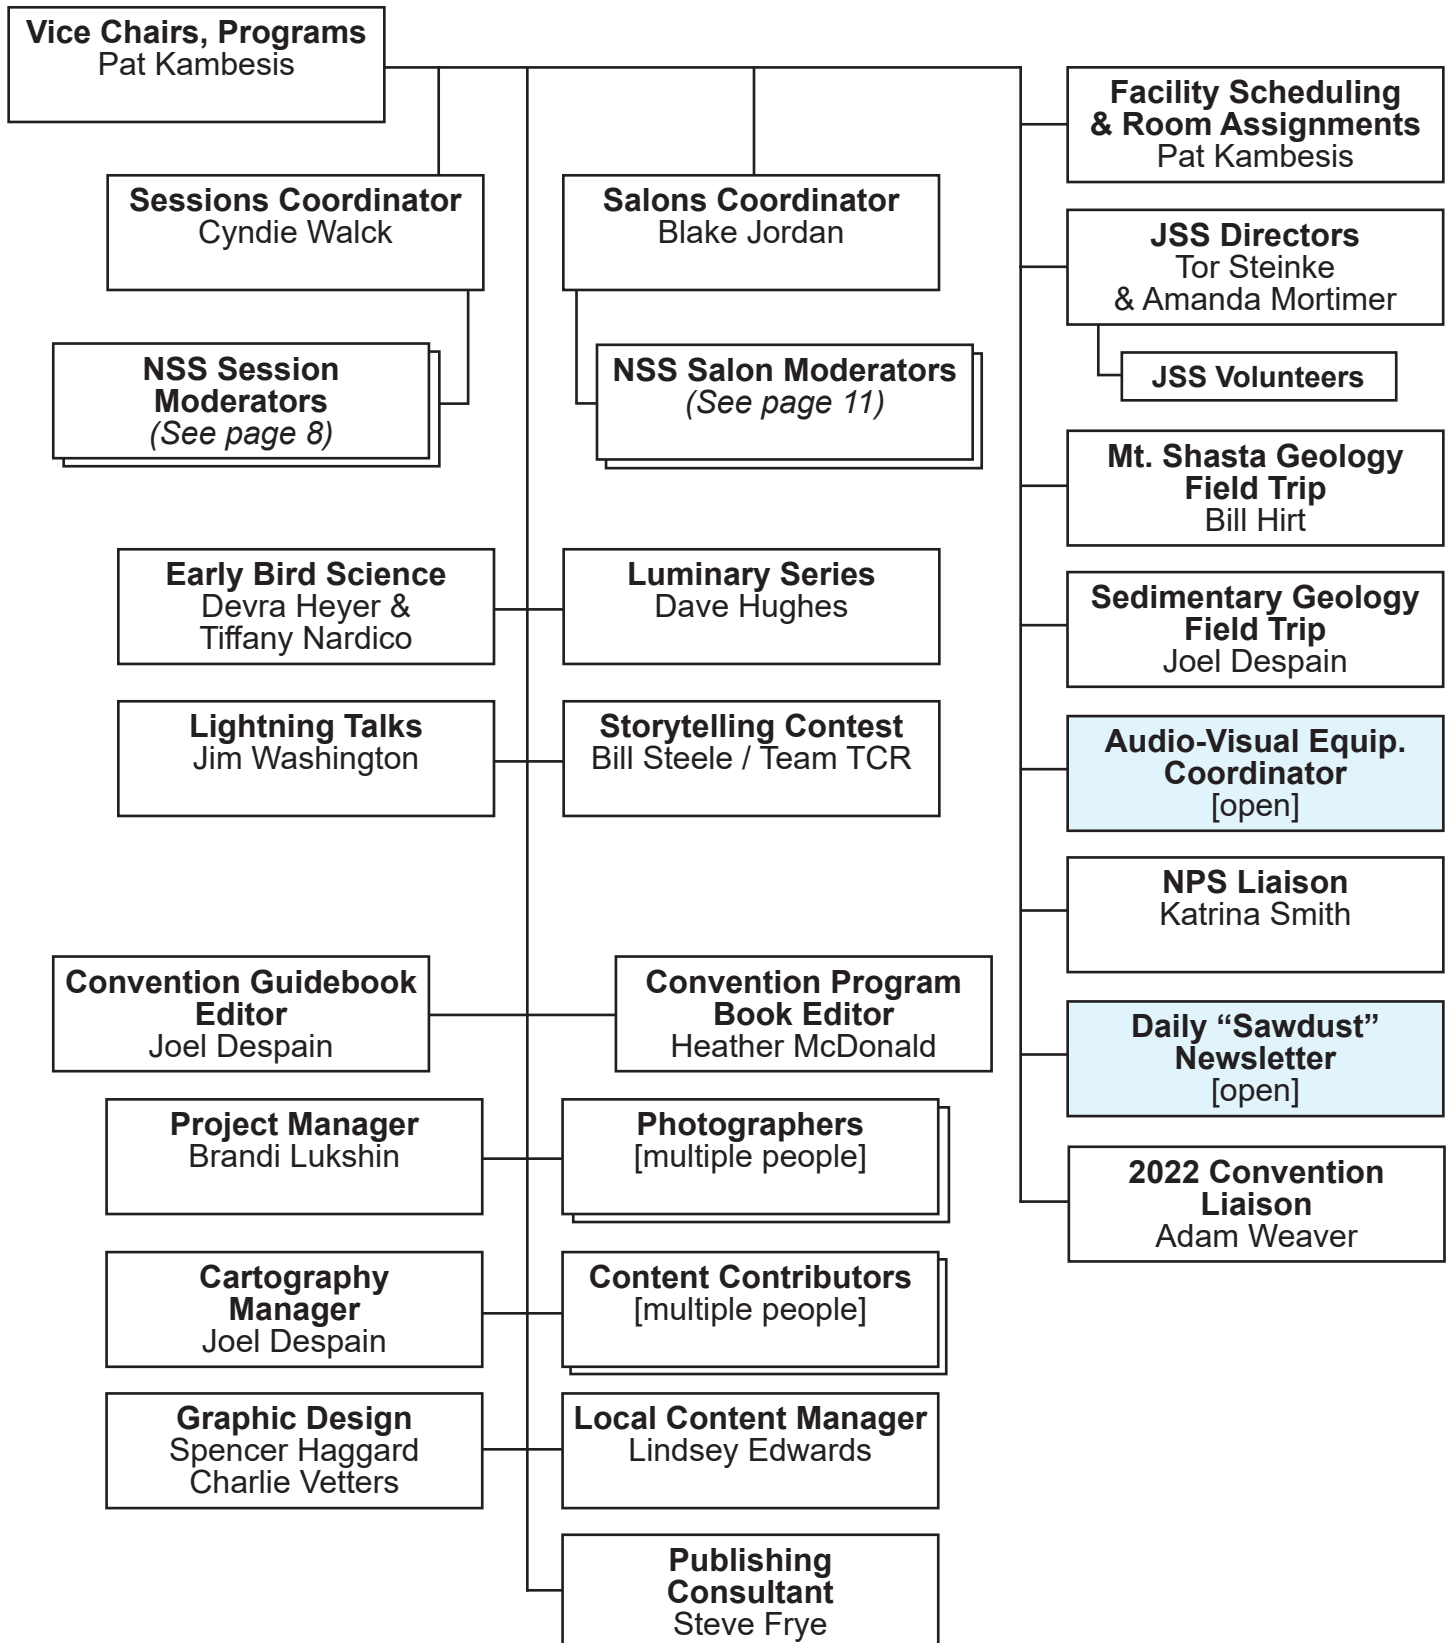 Vice Chairs, Programs
Pat Kambesis
Sessions Coordinator
Cyndie Walck
Salons Coordinator
Blake Jordan
NSS Session
Moderators
(See page 8)
NSS Salon Moderators
(See page 11)
Early Bird Science
Devra Heyer &
Tiffany Nardico
Luminary Series
Dave Hughes
Lightning Talks
Jim Washington
Storytelling Contest
Bill Steele / Team TCR
Convention Guidebook
Editor
Joel Despain
Convention Program
Book Editor
Heather McDonald
Project Manager
Brandi Lukshin
Photographers
[multiple people]
Cartography
Manager
Joel Despain
Content Contributors
[multiple people]
Graphic Design
Spencer Haggard
Charlie Vetters
Local Content Manager
Lindsey Edwards
Publishing
Consultant
Steve Frye
Facility Scheduling
& Room Assignments
Pat Kambesis
JSS Directors
Tor Steinke
& Amanda Mortimer
JSS Volunteers
Mt. Shasta Geology
Field Trip
Bill Hirt
Sedimentary Geology
Field Trip
Joel Despain
Audio-Visual Equip.
Coordinator
[open]
NPS Liaison
Katrina Smith
Daily “Sawdust”
Newsletter
[open]
2022 Convention
Liaison
Adam Weaver